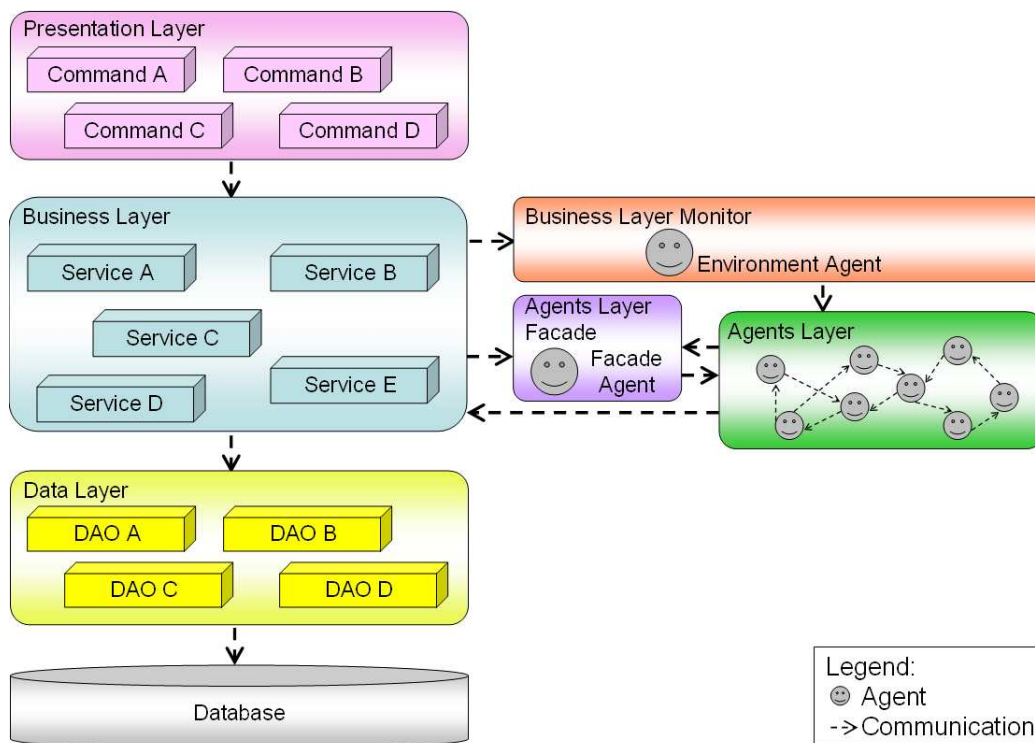 Presentation Layer
Command A
Command B
Command C
Command D
Business Layer
Service A
Service B
Service C
Service D
Service E
Business Layer Monitor
Environment Agent
Agents Layer
Facade
Facade
Agent
Agents Layer
Data Layer
DAO A
DAO B
DAO C
DAO D
Database
Legend:
Agent
Communication